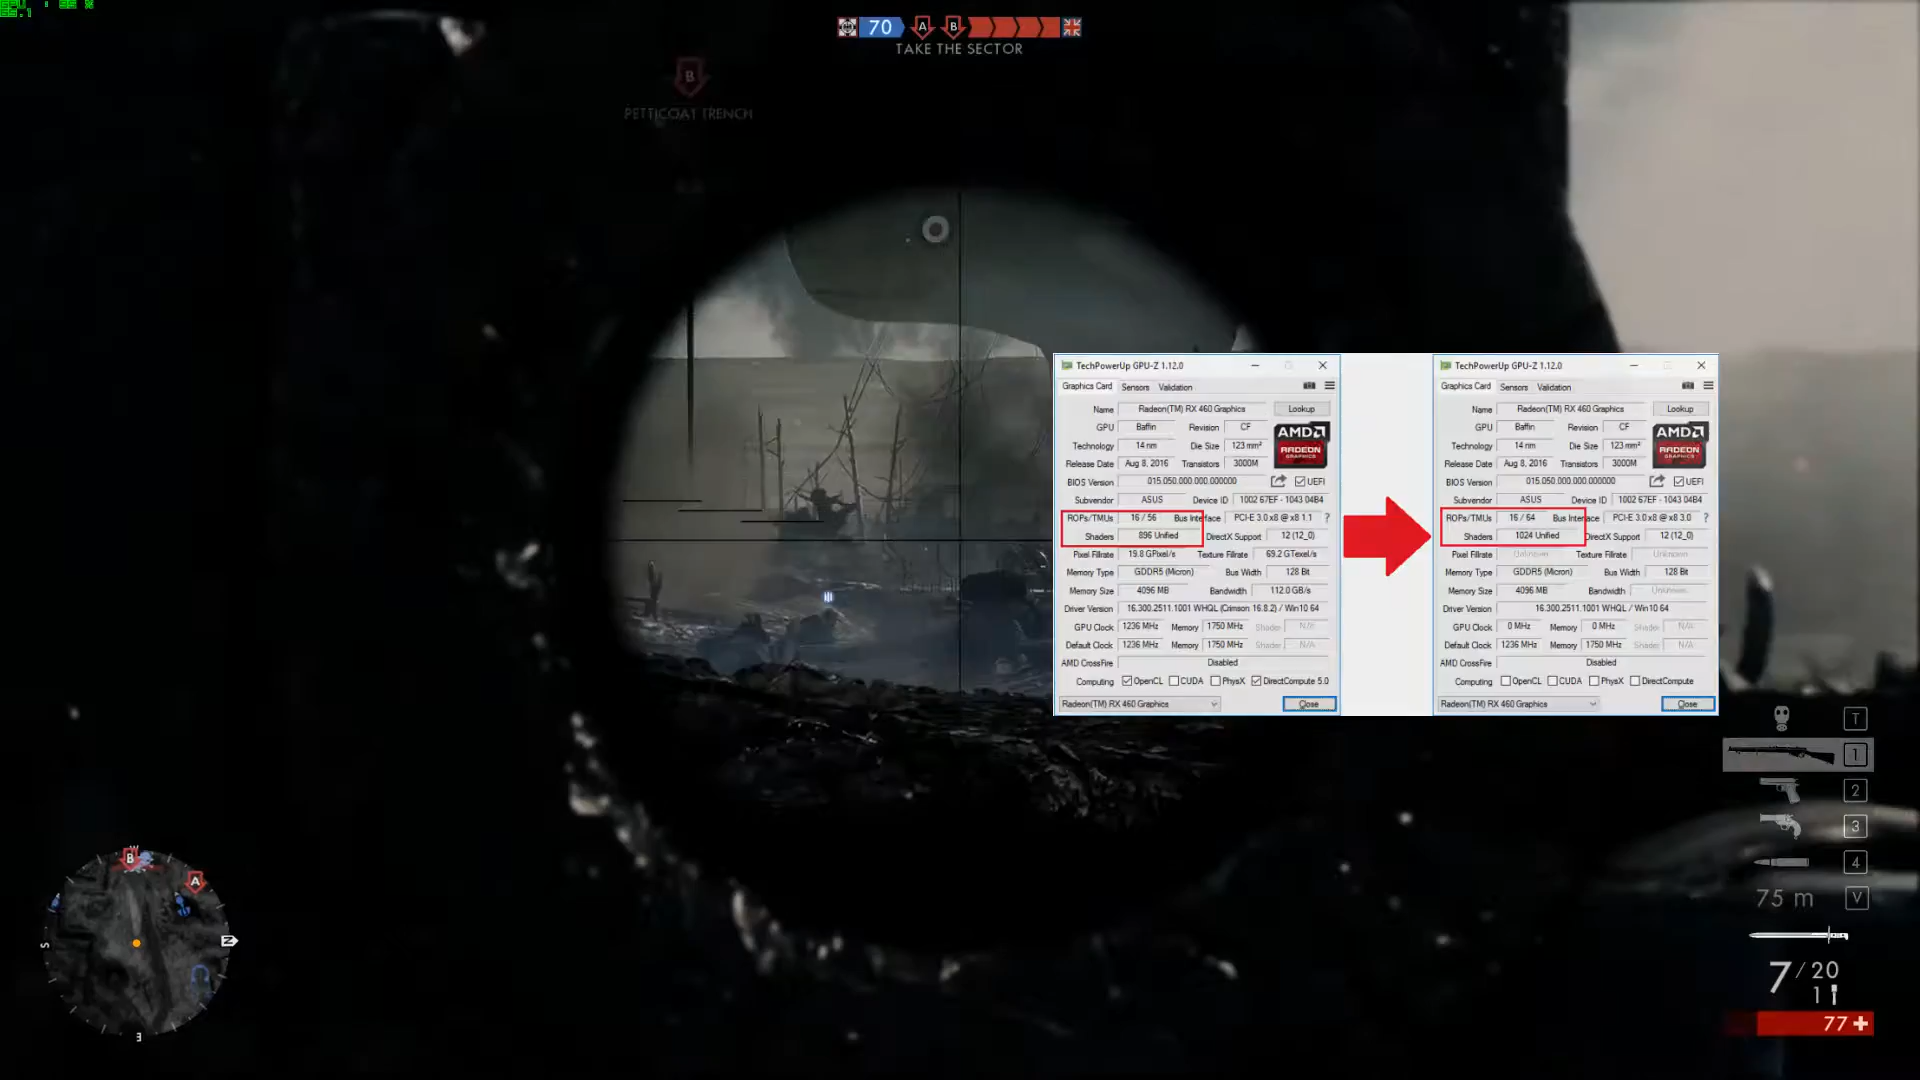 70 A B
TAKE THE SECTOR
B
PETTICOAT TRENCH
TechPowerUp GPU-Z 1.12.0
Graphics Card Sensors Validation
Name Radeon(TM) RX 460 Graphics Lookup
GPU Baffin Revision CF
AMD RADEON GRAPHICS
Technology 14 nm Die Size 123 mm²
Release Date Aug 8, 2016 Transistors 3000M
BIOS Version 015.050.000.000.000000 UEFI
Subvendor ASUS Device ID 1002 67EF - 1043 04B4
ROPs/TMUs 16 / 56 Bus Interface PCI-E 3.0 x8 @ x8 1.1 ?
Shaders 896 Unified DirectX Support 12 (12_0)
Pixel Fillrate 19.8 GPixel/s Texture Fillrate 69.2 GTexel/s
Memory Type GDDR5 (Micron) Bus Width 128 Bit
Memory Size 4096 MB Bandwidth 112.0 GB/s
Driver Version 16.300.2511.1001 WHQL (Crimson 16.8.2) / Win10 64
GPU Clock 1236 MHz Memory 1750 MHz Shader N/A
Default Clock 1236 MHz Memory 1750 MHz Shader N/A
AMD CrossFire Disabled
Computing OpenCL CUDA PhysX DirectCompute 5.0
Radeon(TM) RX 460 Graphics Close
TechPowerUp GPU-Z 1.12.0
Graphics Card Sensors Validation
Name Radeon(TM) RX 460 Graphics Lookup
GPU Baffin Revision CF
AMD RADEON GRAPHICS
Technology 14 nm Die Size 123 mm²
Release Date Aug 8, 2016 Transistors 3000M
BIOS Version 015.050.000.000.000000 UEFI
Subvendor ASUS Device ID 1002 67EF - 1043 04B4
ROPs/TMUs 16 / 64 Bus Interface PCI-E 3.0 x8 @ x8 3.0 ?
Shaders 1024 Unified DirectX Support 12 (12_0)
Pixel Fillrate Unknown Texture Fillrate Unknown
Memory Type GDDR5 (Micron) Bus Width 128 Bit
Memory Size 4096 MB Bandwidth Unknown
Driver Version 16.300.2511.1001 WHQL / Win10 64
GPU Clock 0 MHz Memory 0 MHz Shader N/A
Default Clock 1236 MHz Memory 1750 MHz Shader N/A
AMD CrossFire Disabled
Computing OpenCL CUDA PhysX DirectCompute
Radeon(TM) RX 460 Graphics Close
T
1
2
3
4
75 m V
7/20
1
77
W
B
A
S
N
E